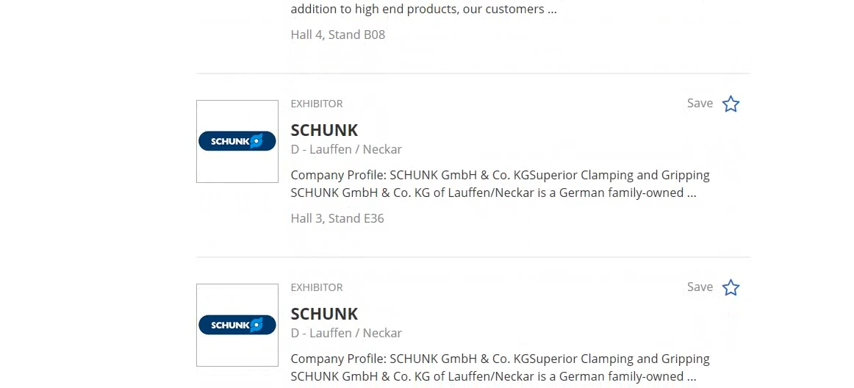 addition to high end products, our customers ...
Hall 4, Stand B08
EXHIBITOR
Save
SCHUNK
SCHUNK
D - Lauffen / Neckar
Company Profile: SCHUNK GmbH & Co. KGSuperior Clamping and Gripping
SCHUNK GmbH & Co. KG of Lauffen/Neckar is a German family-owned ...
Hall 3, Stand E36
EXHIBITOR
Save
SCHUNK
SCHUNK
D - Lauffen / Neckar
Company Profile: SCHUNK GmbH & Co. KGSuperior Clamping and Gripping
SCHUNK GmbH & Co. KG of Lauffen/Neckar is a German family-owned ...